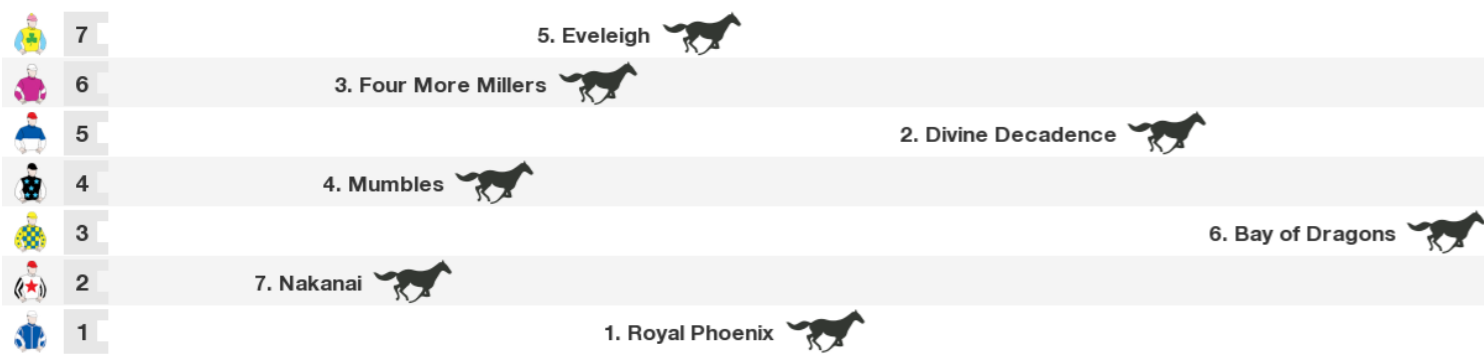 7 5. Eveleigh
6 3. Four More Millers
5 2. Divine Decadence
4 4. Mumbles
3 6. Bay of Dragons
2 7. Nakanai
1 1. Royal Phoenix